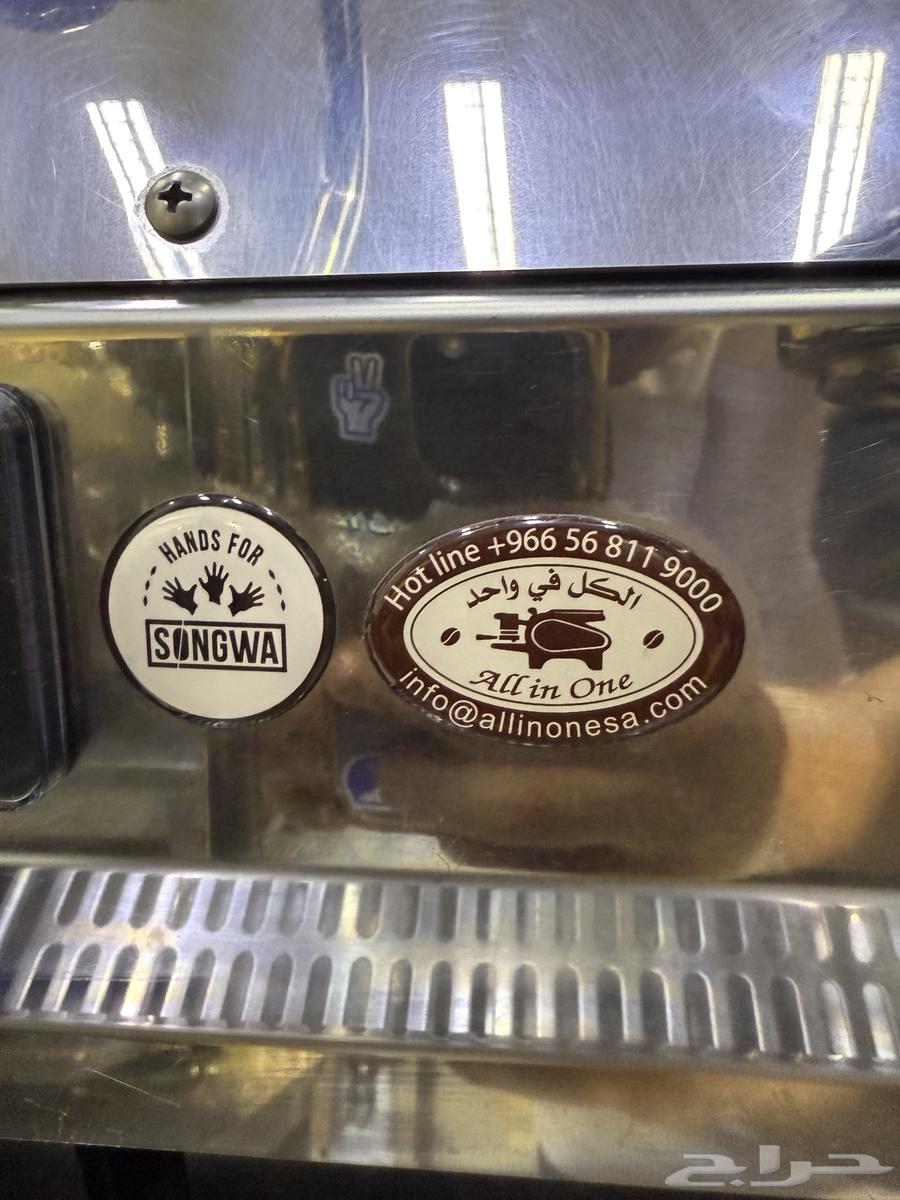 HANDS FOR
SONGWA
Hot line +966 56 811 9000
الكل في واحد
All in One
info@allinonesa.com
حراج